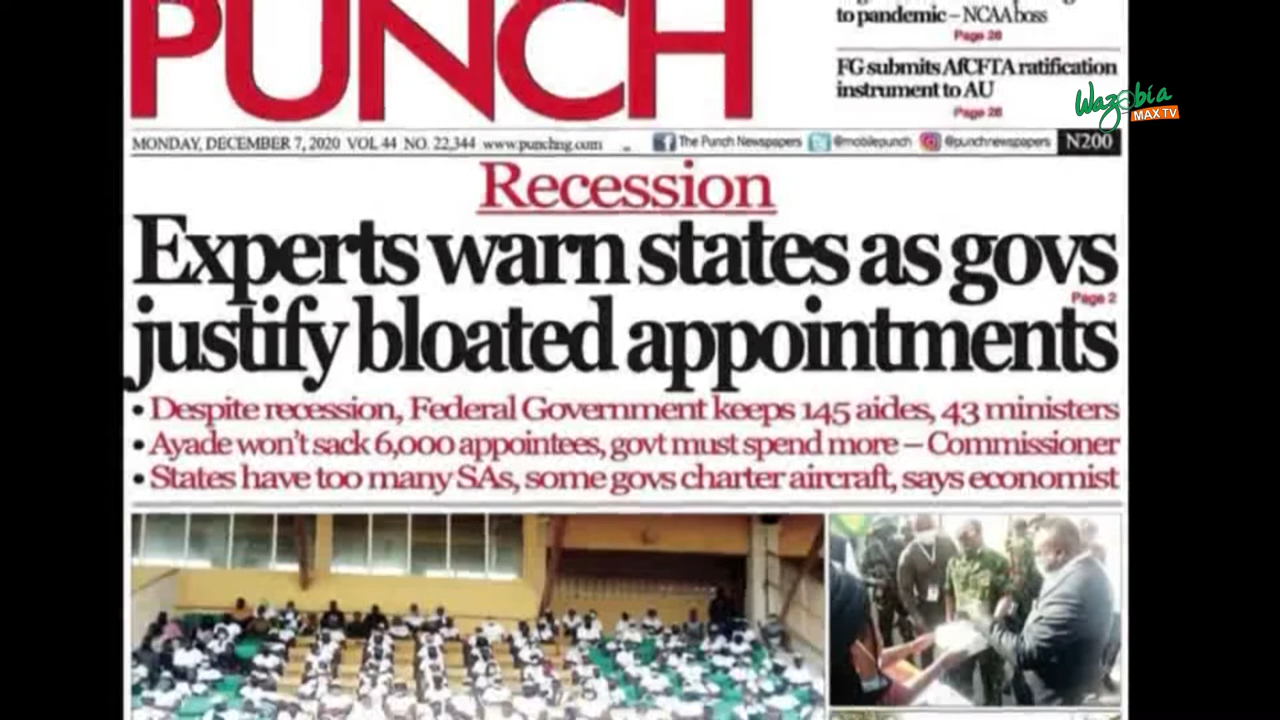 PUNCH
to pandemic – NCAA boss
Page 26
FG submits AfCFTA ratification
instrument to AU
Page 26
Wazobia
MAX TV
MONDAY, DECEMBER 7, 2020 VOL 44 NO. 22,344 www.punchng.com The Punch Newspapers @mobilepunch @punchnewspapers N200
Recession
Experts warn states as govs
Page 2
justify bloated appointments
• Despite recession, Federal Government keeps 145 aides, 43 ministers
• Ayade won't sack 6,000 appointees, govt must spend more – Commissioner
• States have too many SAs, some govs charter aircraft, says economist